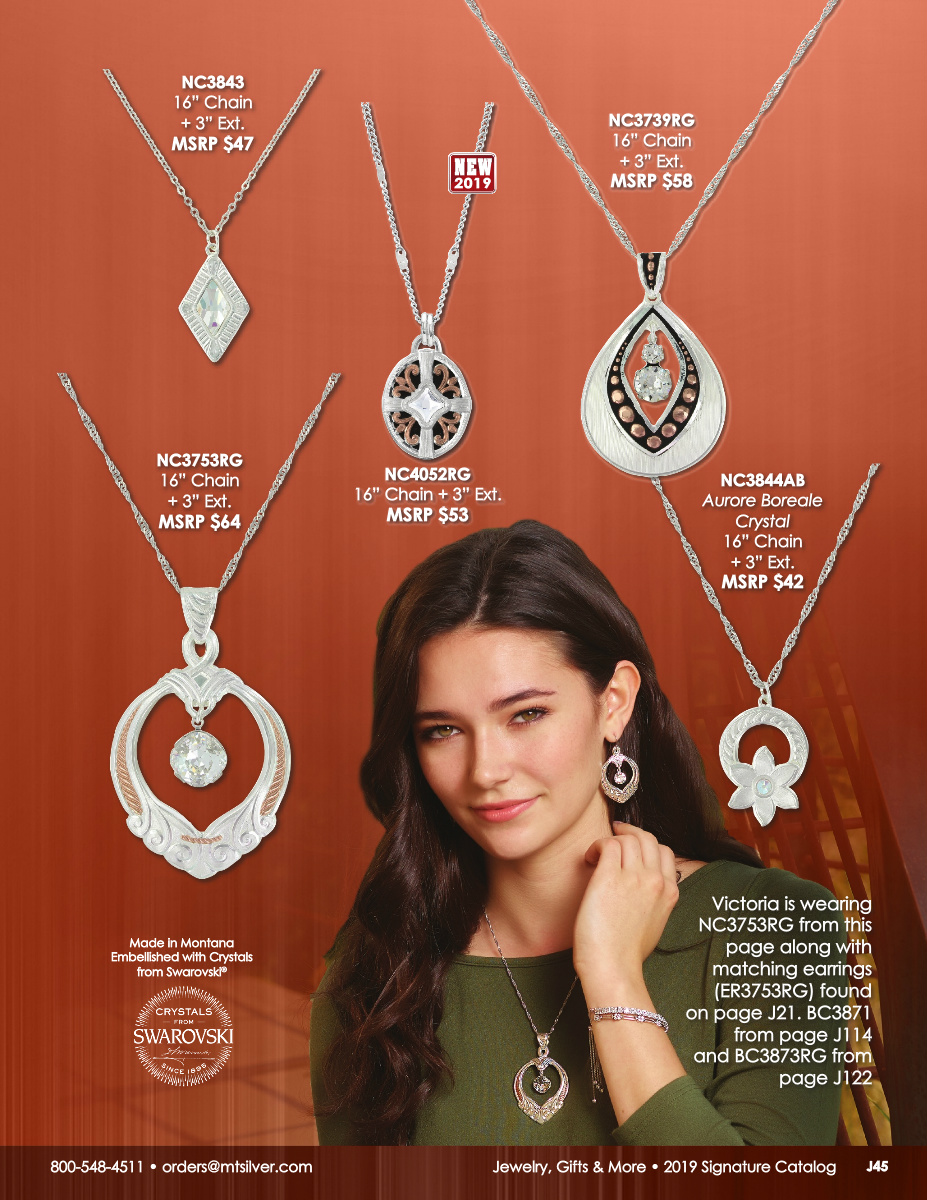 NC3843
16” Chain
+ 3” Ext.
MSRP $47
NEW
2019
NC3739RG
16” Chain
+ 3” Ext.
MSRP $58
NC3753RG
16” Chain
+ 3” Ext.
MSRP $64
NC4052RG
16” Chain + 3” Ext.
MSRP $53
NC3844AB
Aurore Boreale
Crystal
16” Chain
+ 3” Ext.
MSRP $42
Victoria is wearing
NC3753RG from this
page along with
matching earrings
(ER3753RG) found
on page J21. BC3871
from page J114
and BC3873RG from
page J122
Made in Montana
Embellished with Crystals
from Swarovski®
CRYSTALS
FROM
SWAROVSKI
SINCE 1895
800-548-4511 • orders@mtsilver.com
Jewelry, Gifts & More • 2019 Signature Catalog J45